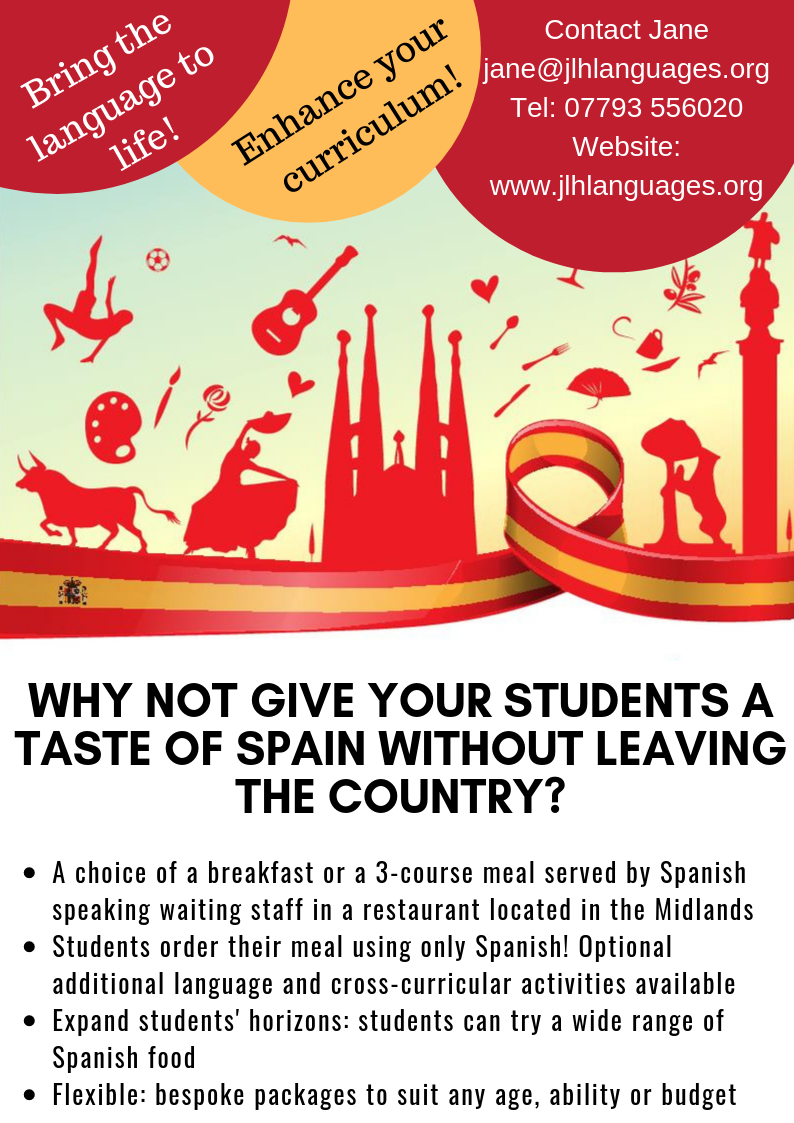 Bring the
language to
life!
Enhance your
curriculum!
Contact Jane
jane@jlhlanguages.org
Tel: 07793 556020
Website:
www.jlhlanguages.org
WHY NOT GIVE YOUR STUDENTS A
TASTE OF SPAIN WITHOUT LEAVING
THE COUNTRY?
• A choice of a breakfast or a 3-course meal served by Spanish
speaking waiting staff in a restaurant located in the Midlands
• Students order their meal using only Spanish! Optional
additional language and cross-curricular activities available
• Expand students' horizons: students can try a wide range of
Spanish food
• Flexible: bespoke packages to suit any age, ability or budget